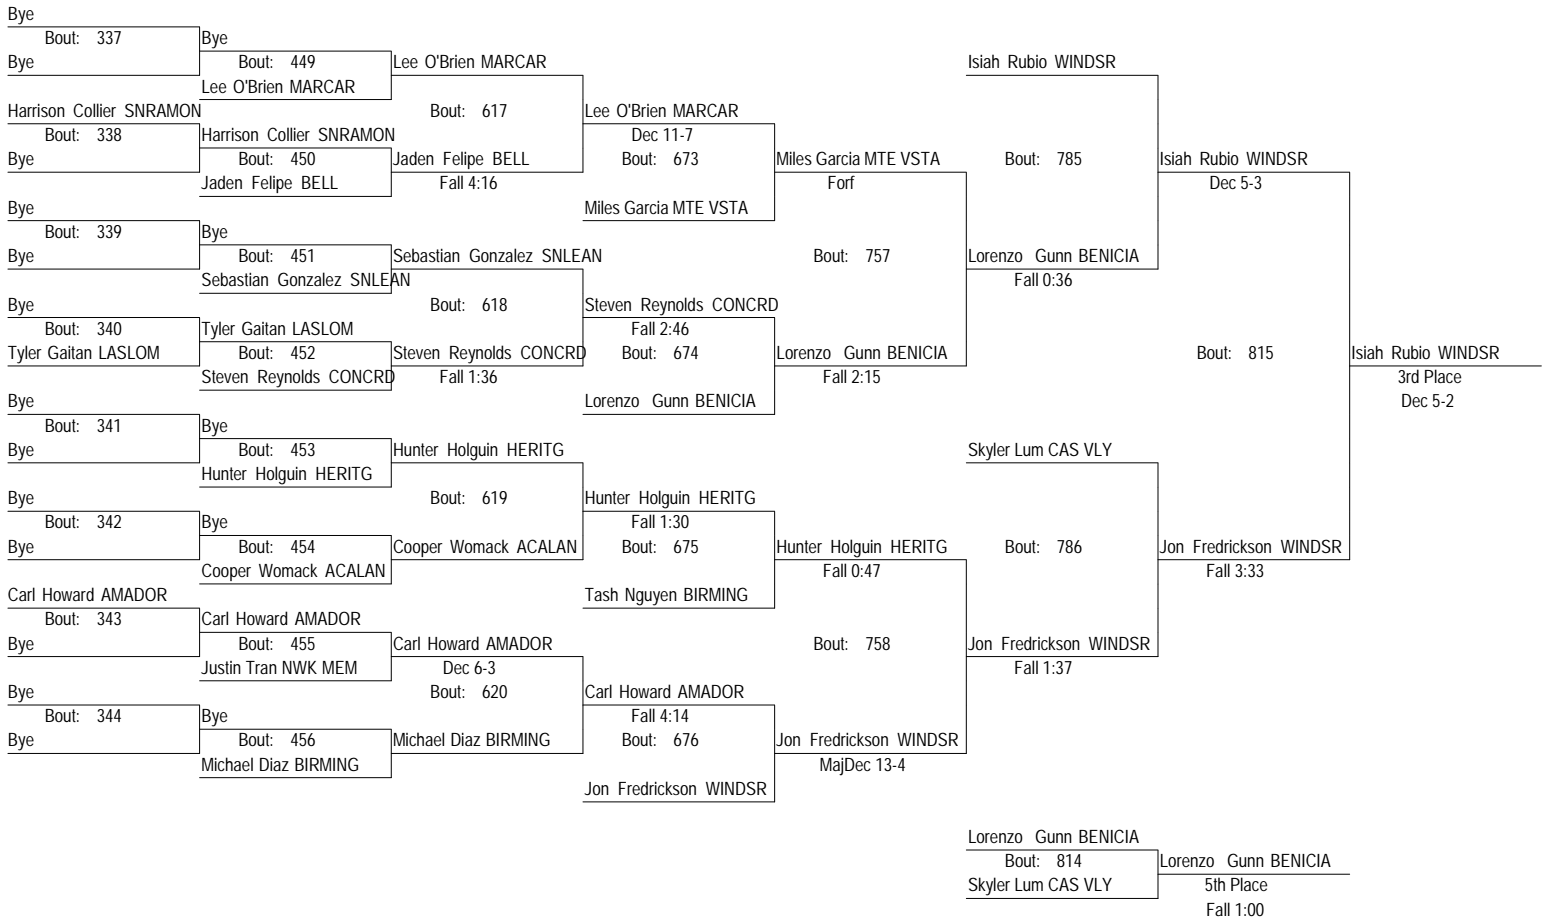 Bye
Bout: 337
Bye
Bye
Bout: 449
Lee O'Brien MARCAR
Lee O'Brien MARCAR
Isiah Rubio WINDSR
Harrison Collier SNRAMON
Bout: 338
Bye
Harrison Collier SNRAMON
Bout: 450
Jaden Felipe BELL
Bout: 617
Jaden Felipe BELL
Fall 4:16
Lee O'Brien MARCAR
Dec 11-7
Bout: 673
Miles Garcia MTE VSTA
Miles Garcia MTE VSTA
Forf
Bout: 785
Isiah Rubio WINDSR
Dec 5-3
Bye
Bout: 339
Bye
Bye
Bout: 451
Sebastian Gonzalez SNLEAN
Sebastian Gonzalez SNLEAN
Bout: 757
Lorenzo Gunn BENICIA
Fall 0:36
Bye
Bout: 340
Tyler Gaitan LASLOM
Tyler Gaitan LASLOM
Bout: 452
Steven Reynolds CONCRD
Bout: 618
Steven Reynolds CONCRD
Fall 1:36
Steven Reynolds CONCRD
Fall 2:46
Bout: 674
Lorenzo Gunn BENICIA
Lorenzo Gunn BENICIA
Fall 2:15
Bout: 815
Isiah Rubio WINDSR
3rd Place
Dec 5-2
Bye
Bout: 341
Bye
Bye
Bout: 453
Hunter Holguin HERITG
Hunter Holguin HERITG
Skyler Lum CAS VLY
Bye
Bout: 342
Bye
Bye
Bout: 454
Cooper Womack ACALAN
Bout: 619
Cooper Womack ACALAN
Hunter Holguin HERITG
Fall 1:30
Bout: 675
Tash Nguyen BIRMING
Hunter Holguin HERITG
Fall 0:47
Bout: 786
Jon Fredrickson WINDSR
Fall 3:33
Carl Howard AMADOR
Bout: 343
Bye
Carl Howard AMADOR
Bout: 455
Justin Tran NWK MEM
Carl Howard AMADOR
Dec 6-3
Bout: 758
Jon Fredrickson WINDSR
Fall 1:37
Bye
Bout: 344
Bye
Bye
Bout: 456
Michael Diaz BIRMING
Bout: 620
Michael Diaz BIRMING
Carl Howard AMADOR
Fall 4:14
Bout: 676
Jon Fredrickson WINDSR
Jon Fredrickson WINDSR
MajDec 13-4
Lorenzo Gunn BENICIA
Bout: 814
Skyler Lum CAS VLY
Lorenzo Gunn BENICIA
5th Place
Fall 1:00